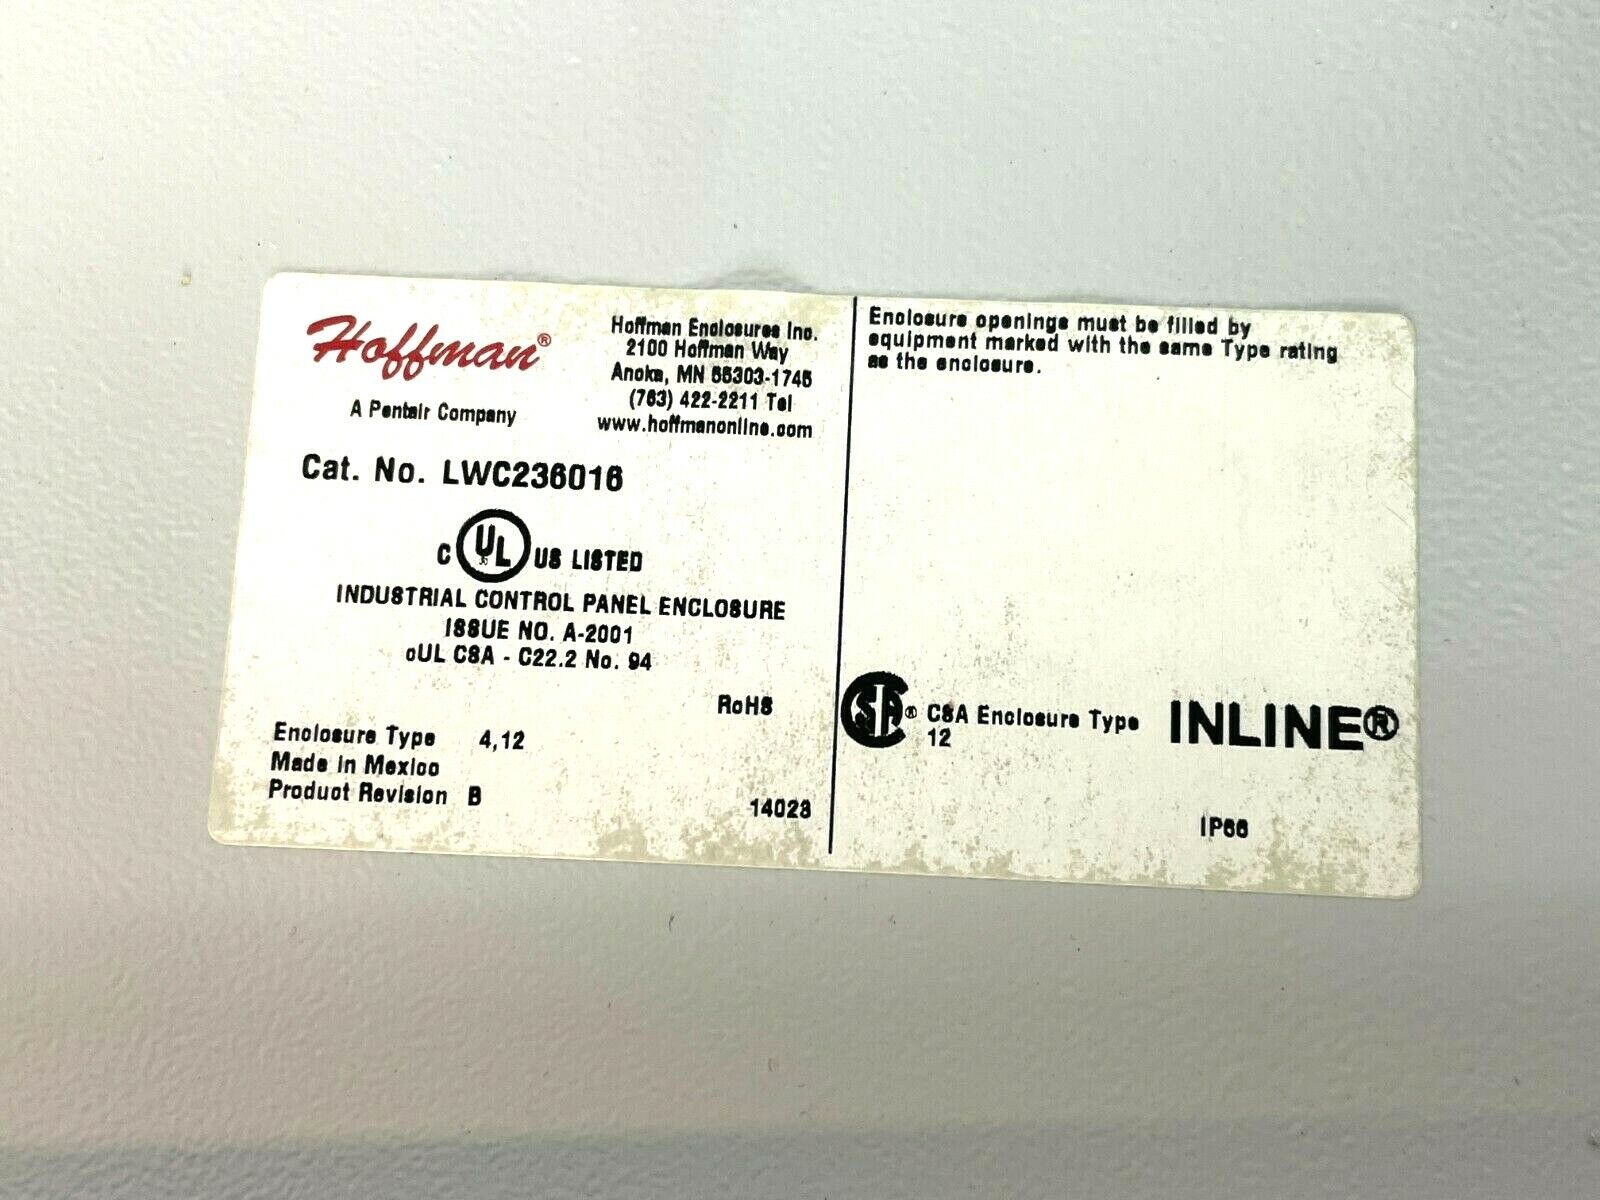 Hoffman®
A Pentair Company
Hoffman Enclosures Inc.
2100 Hoffman Way
Anoka, MN 55303-1745
(763) 422-2211 Tel
www.hoffmanonline.com
Cat. No. LWC236016
C UL US LISTED
INDUSTRIAL CONTROL PANEL ENCLOSURE
ISSUE NO. A-2001
cUL CSA - C22.2 No. 94
RoHS
Enclosure Type 4,12
Made in Mexico
Product Revision B
14023
Enclosure openings must be filled by
equipment marked with the same Type rating
as the enclosure.
CSA® CSA Enclosure Type
12
INLINE®
IP66